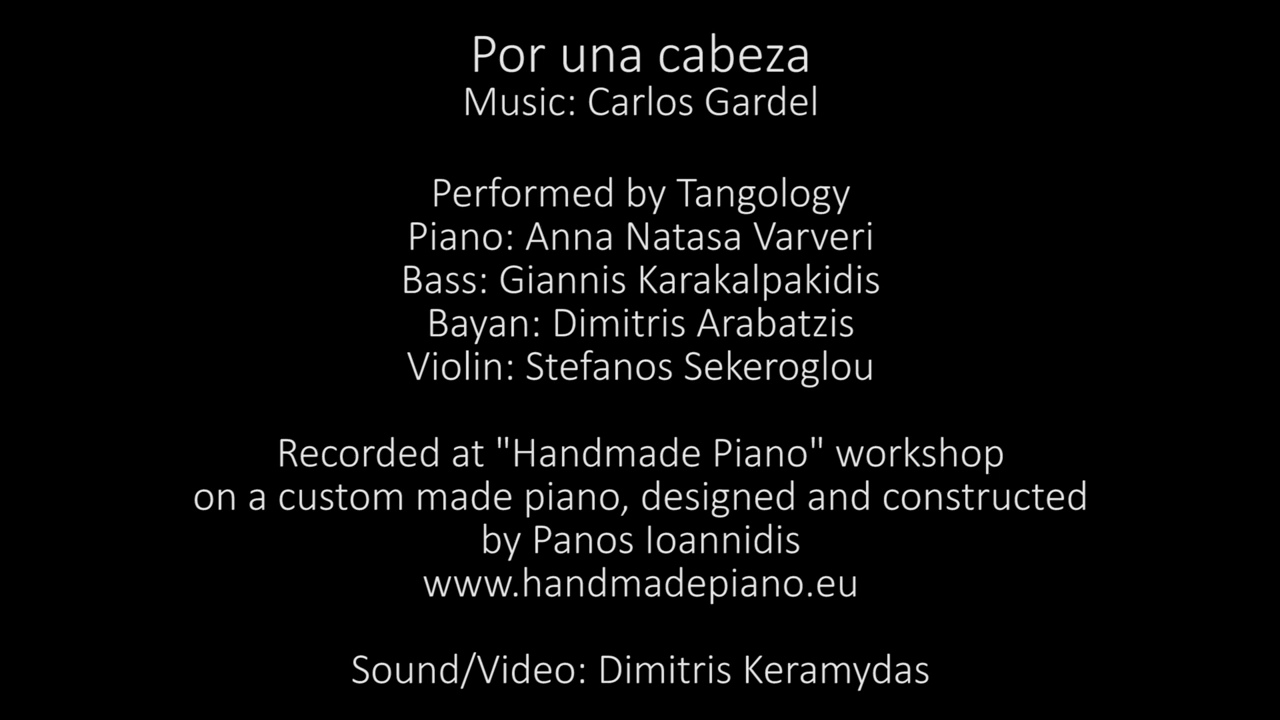 Por una cabeza
Music: Carlos Gardel
Performed by Tangology
Piano: Anna Natasa Varveri
Bass: Giannis Karakalpakidis
Bayan: Dimitris Arabatzis
Violin: Stefanos Sekeroglou
Recorded at "Handmade Piano" workshop
on a custom made piano, designed and constructed
by Panos Ioannidis
www.handmadepiano.eu
Sound/Video: Dimitris Keramydas